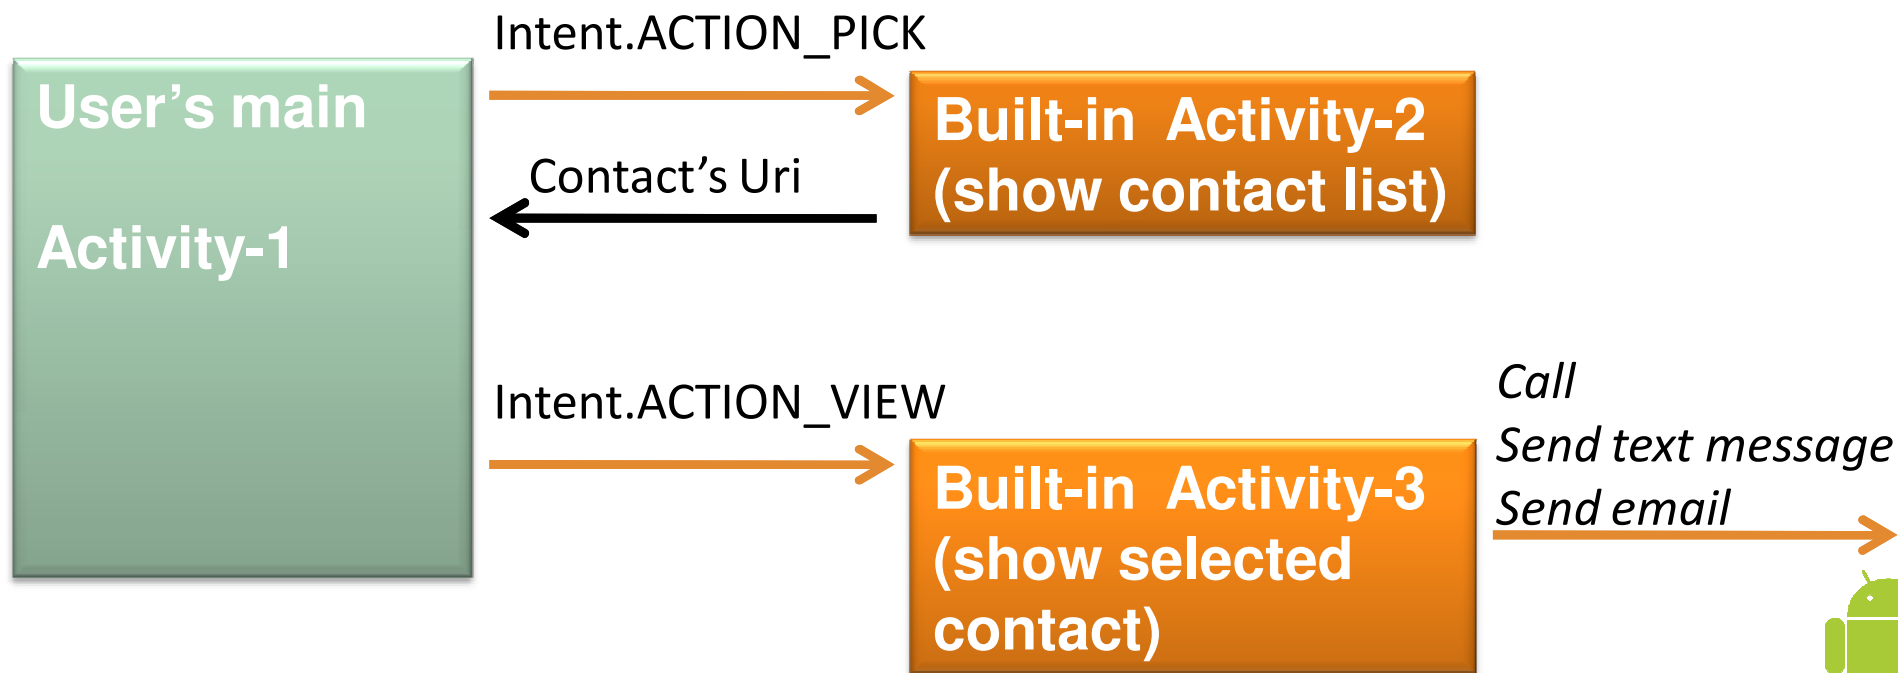 Intent.ACTION_PICK
User’s main
Activity-1
Built-in  Activity-2
(show contact list)
Contact’s Uri
Intent.ACTION_VIEW
Built-in  Activity-3
(show selected
contact)
Call
Send text message
Send email